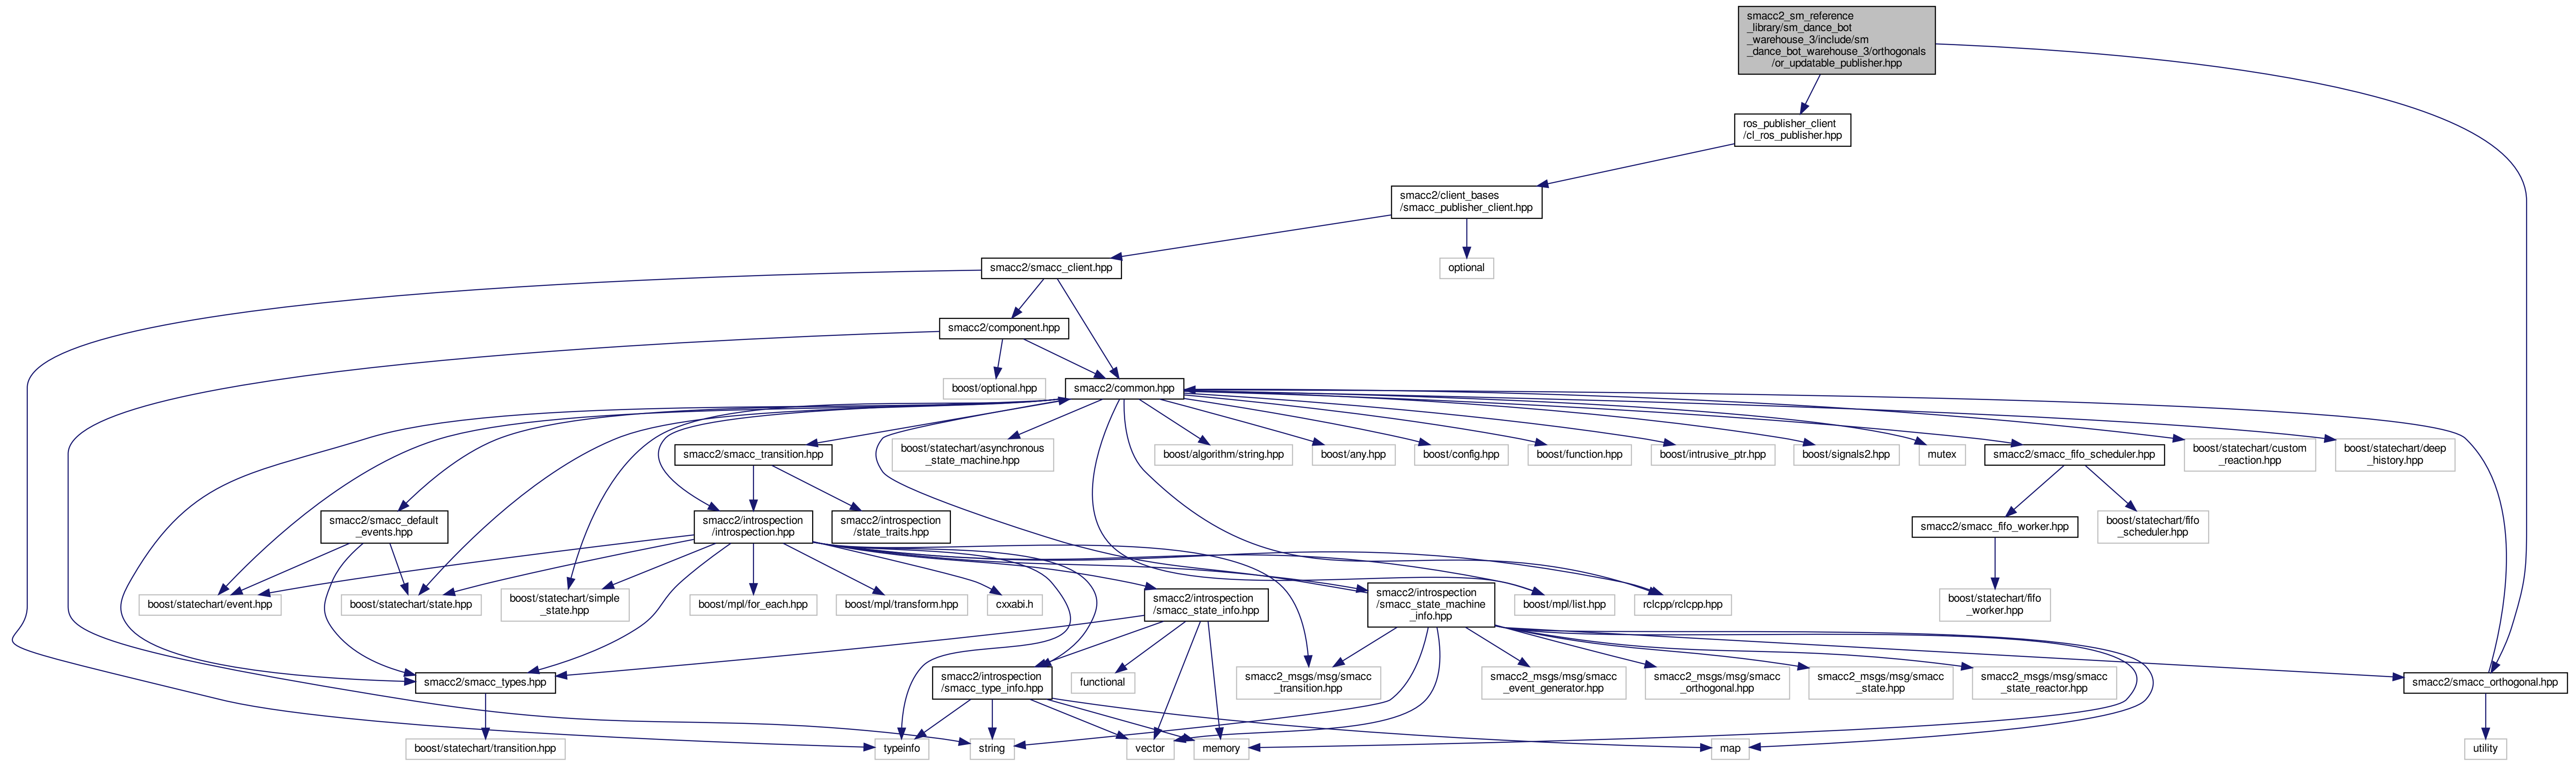 smacc2_sm_reference
_library/sm_dance_bot
_warehouse_3/include/sm
_dance_bot_warehouse_3/orthogonals
/or_updatable_publisher.hpp
ros_publisher_client
/cl_ros_publisher.hpp
smacc2/client_bases
/smacc_publisher_client.hpp
smacc2/smacc_client.hpp
optional
smacc2/component.hpp
boost/optional.hpp
smacc2/common.hpp
smacc2/smacc_transition.hpp
boost/statechart/asynchronous
_state_machine.hpp
boost/algorithm/string.hpp
boost/any.hpp
boost/config.hpp
boost/function.hpp
boost/intrusive_ptr.hpp
boost/signals2.hpp
mutex
smacc2/smacc_fifo_scheduler.hpp
boost/statechart/custom
_reaction.hpp
boost/statechart/deep
_history.hpp
smacc2/smacc_default
_events.hpp
smacc2/introspection
/introspection.hpp
smacc2/introspection
/state_traits.hpp
smacc2/smacc_fifo_worker.hpp
boost/statechart/fifo
_scheduler.hpp
boost/statechart/event.hpp
boost/statechart/state.hpp
boost/statechart/simple
_state.hpp
boost/mpl/for_each.hpp
boost/mpl/transform.hpp
cxxabi.h
smacc2/introspection
/smacc_state_info.hpp
smacc2/introspection
/smacc_state_machine
_info.hpp
boost/mpl/list.hpp
rclcpp/rclcpp.hpp
boost/statechart/fifo
_worker.hpp
smacc2/smacc_types.hpp
smacc2/introspection
/smacc_type_info.hpp
functional
smacc2_msgs/msg/smacc
_transition.hpp
smacc2_msgs/msg/smacc
_event_generator.hpp
smacc2_msgs/msg/smacc
_orthogonal.hpp
smacc2_msgs/msg/smacc
_state.hpp
smacc2_msgs/msg/smacc
_state_reactor.hpp
smacc2/smacc_orthogonal.hpp
boost/statechart/transition.hpp
typeinfo
string
vector
memory
map
utility